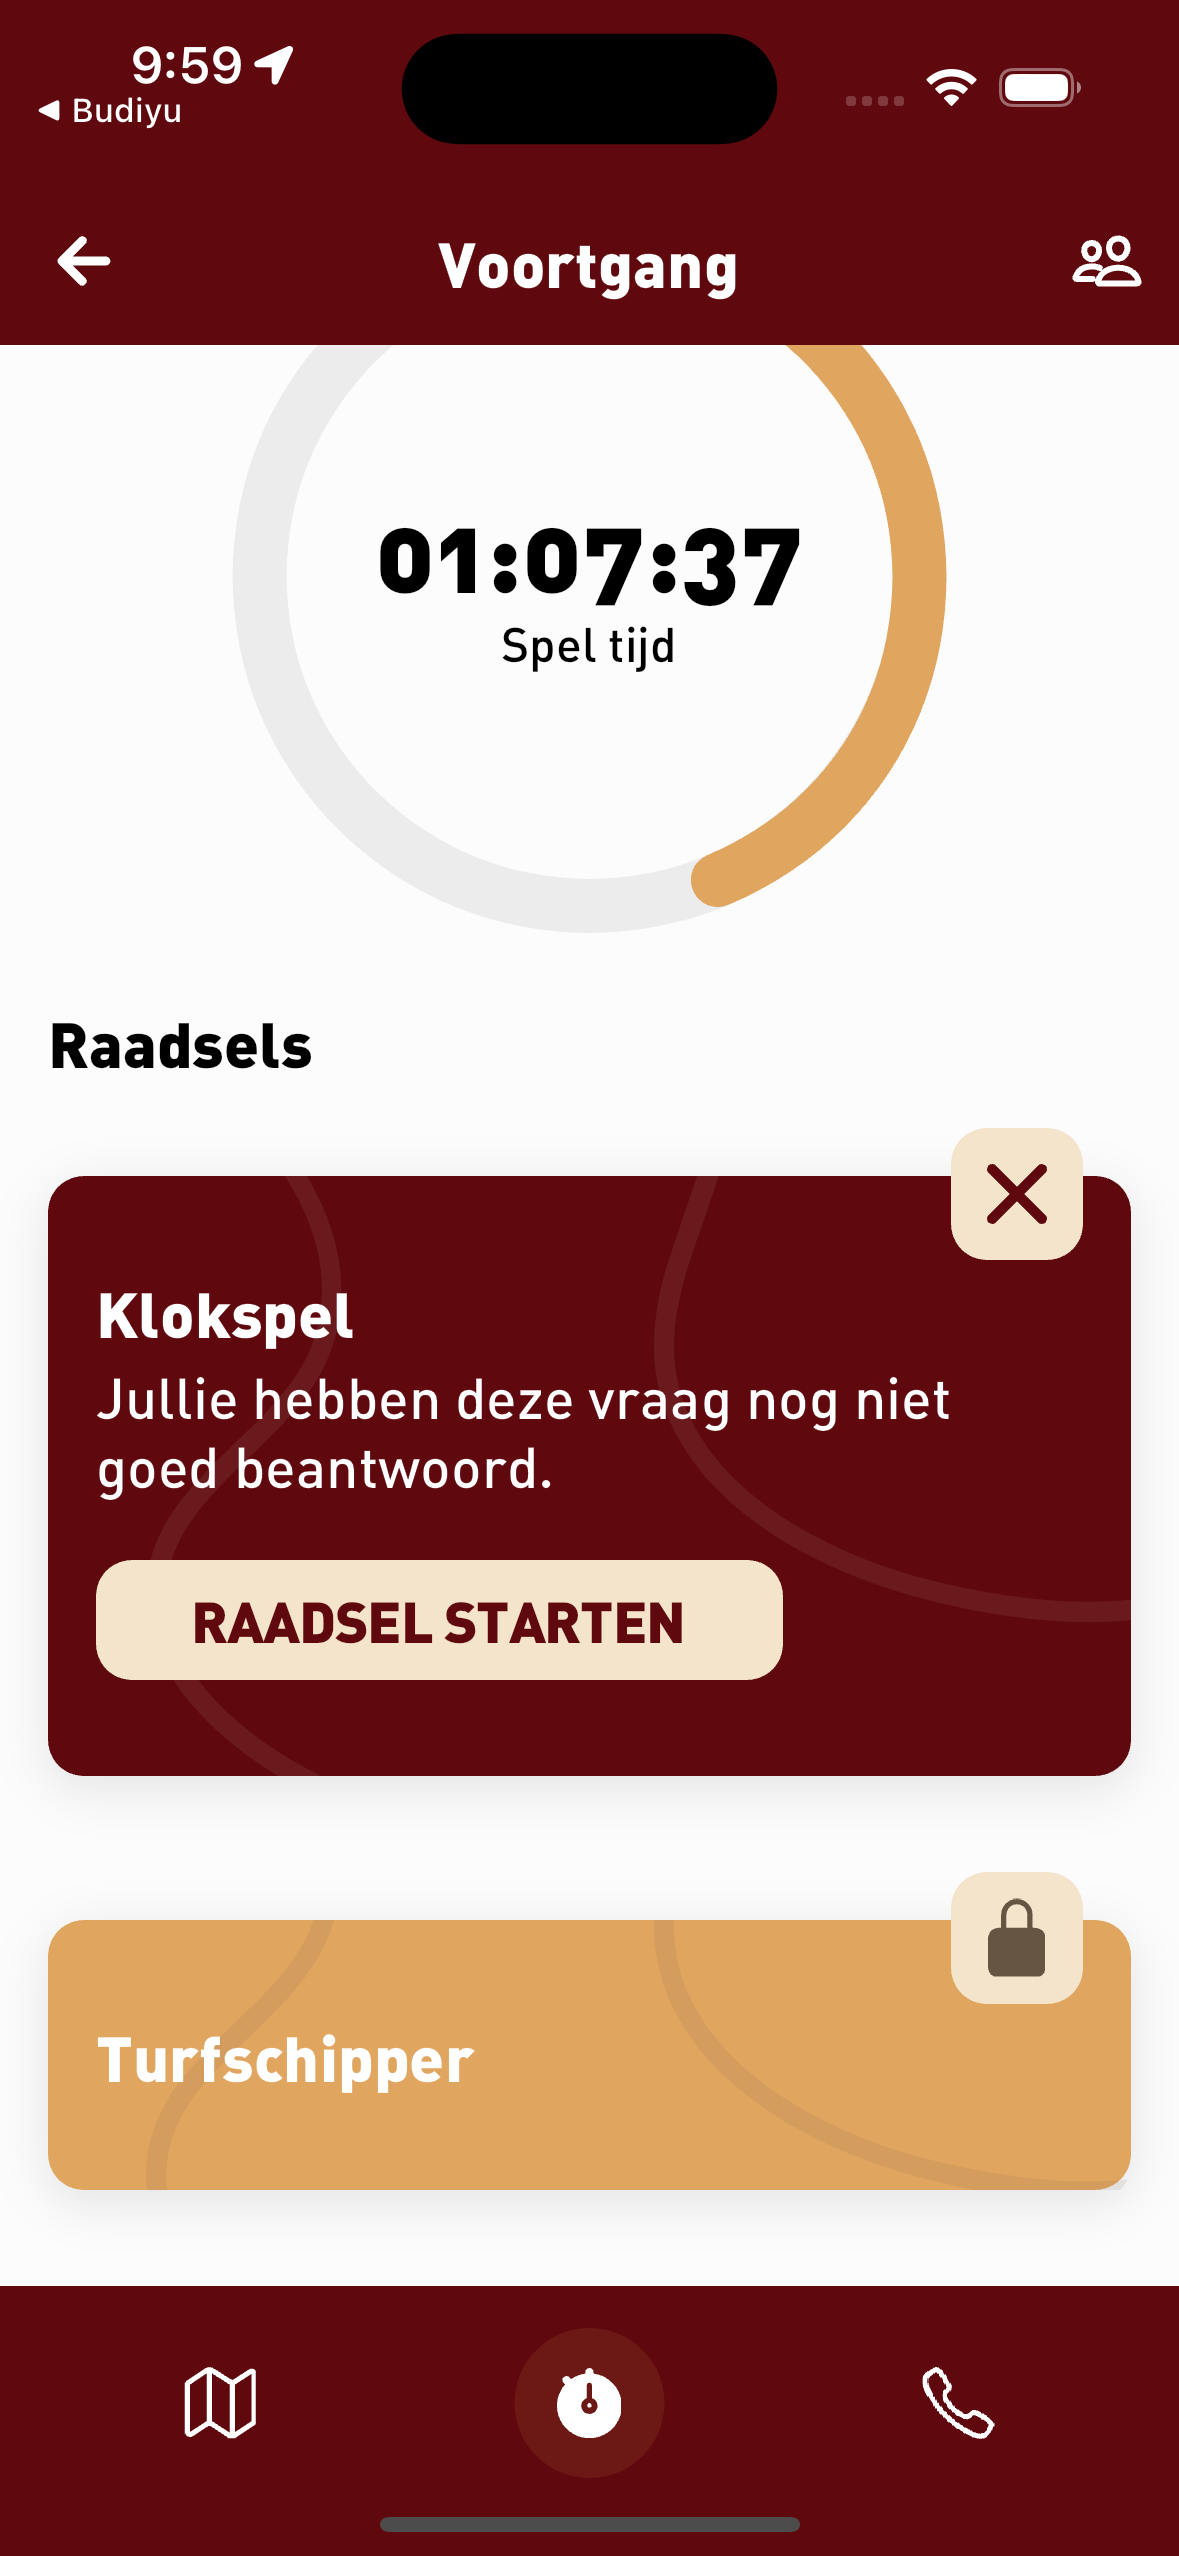 9:59
Budiyu
Voortgang
01:07:37
Spel tijd
Raadsels
Klokspel
Jullie hebben deze vraag nog niet
goed beantwoord.
RAADSEL STARTEN
Turfschipper